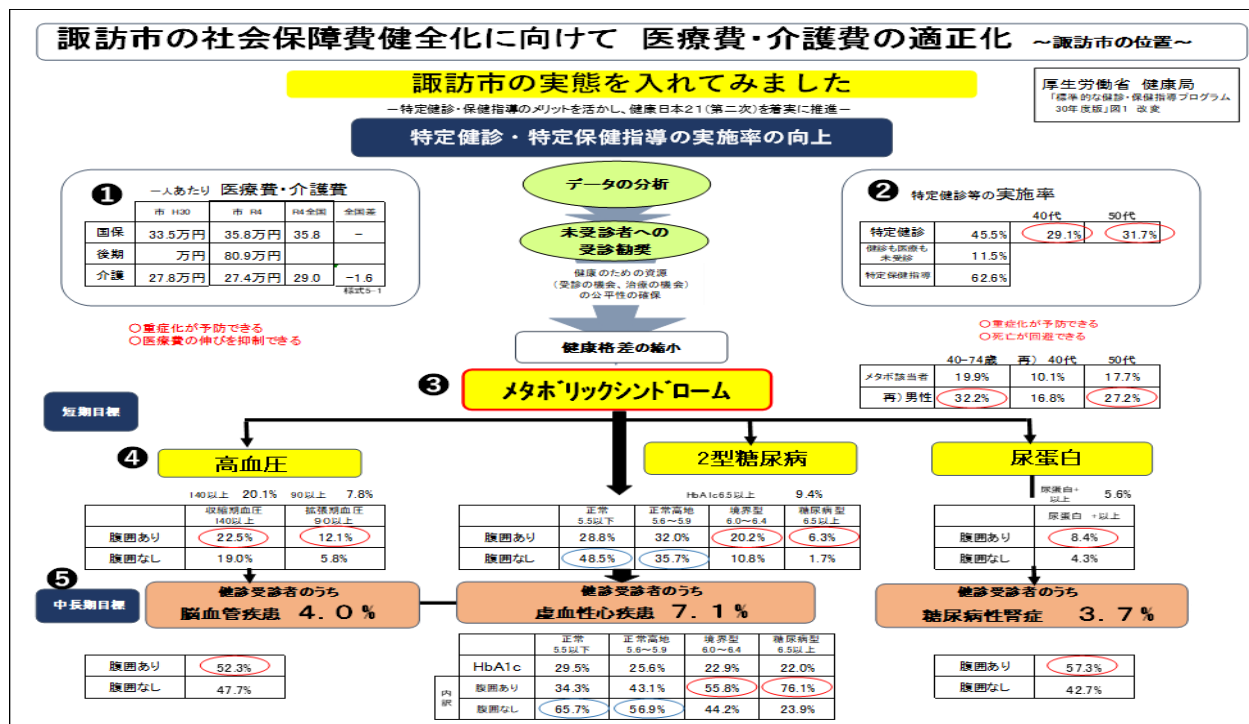 諏訪市の社会保障費健全化に向けて 医療費・介護費の適正化 ～諏訪市の位置～
諏訪市の実態を入れてみました
－特定健診・保健指導のメリットを活かし、健康日本21(第二次)を着実に推進－
厚生労働省 健康局
「標準的な健診・保健指導プログラム
30年度版」図1 改変
特定健診・特定保健指導の実施率の向上
❶ 一人あたり 医療費・介護費
市 H30 市 R4 R4全国 全国差
国保 33.5万円 35.8万円 35.8 －
後期 万円 80.9万円
介護 27.8万円 27.4万円 29.0 －1.6
様式5-1
○重症化が予防できる
○医療費の伸びを抑制できる
データの分析
未受診者への
受診勧奨
健康のための資源
(受診の機会、治療の機会)
の公平性の確保
健康格差の縮小
❷ 特定健診等の実施率
40代 50代
特定健診 45.5% 29.1% 31.7%
健診も医療も
未受診 11.5%
特定保健指導 62.6%
○重症化が予防できる
○死亡が回避できる
40-74歳 再） 40代 50代
メタボ該当者 19.9% 10.1% 17.7%
再）男性 32.2% 16.8% 27.2%
❸ メタボリックシンドローム
短期目標
❹ 高血圧
2型糖尿病
尿蛋白
140以上 20.1% 90以上 7.8%
収縮期血圧
140以上
拡張期血圧
90以上
腹囲あり 22.5% 12.1%
腹囲なし 19.0% 5.8%
HbA1c6.5以上 9.4%
正常
5.5以下
正常高地
5.6～5.9
境界型
6.0～6.4
糖尿病型
6.5以上
腹囲あり 28.8% 32.0% 20.2% 6.3%
腹囲なし 48.5% 35.7% 10.8% 1.7%
尿蛋白+
以上 5.6%
尿蛋白 +以上
腹囲あり 8.4%
腹囲なし 4.3%
❺
中長期目標
健診受診者のうち
脳血管疾患 4.0%
健診受診者のうち
虚血性心疾患 7.1%
健診受診者のうち
糖尿病性腎症 3.7%
腹囲あり 52.3%
腹囲なし 47.7%
正常
5.5以下
正常高地
5.6～5.9
境界型
6.0～6.4
糖尿病型
6.5以上
HbA1c 29.5% 25.6% 22.9% 22.0%
内訳
腹囲あり 34.3% 43.1% 55.8% 76.1%
腹囲なし 65.7% 56.9% 44.2% 23.9%
腹囲あり 57.3%
腹囲なし 42.7%